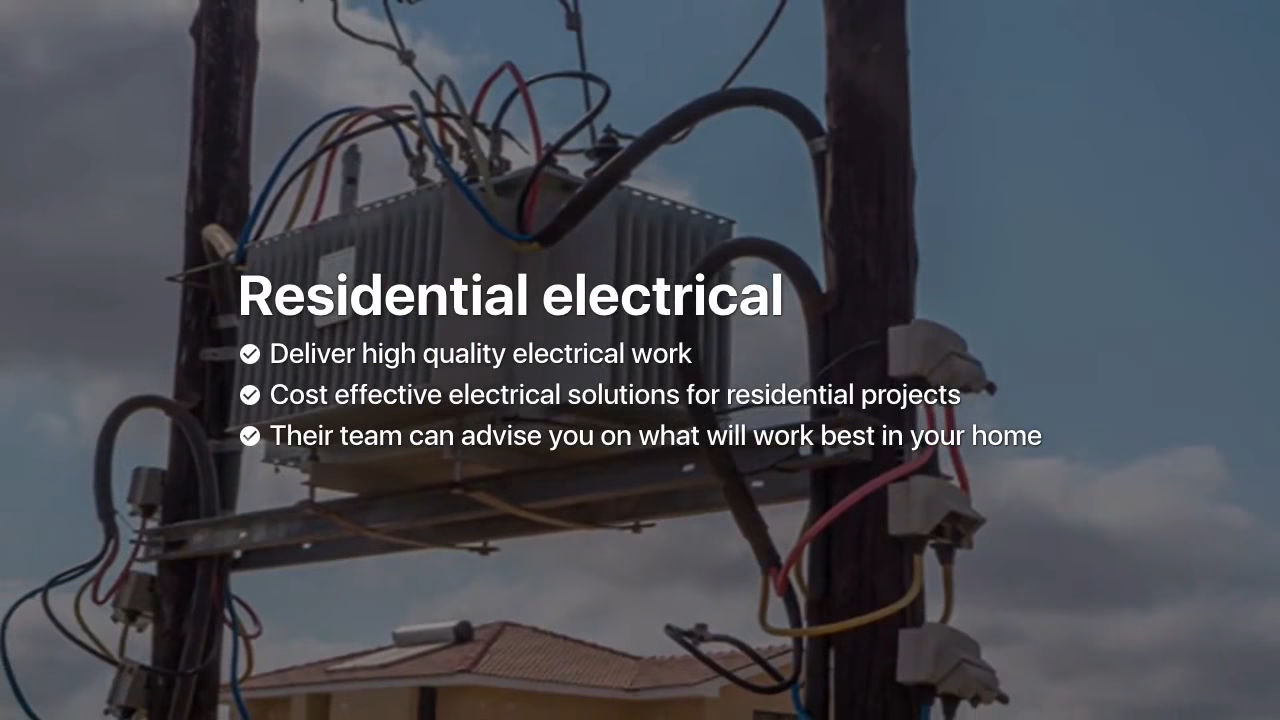 Residential electrical
Deliver high quality electrical work
Cost effective electrical solutions for residential projects
Their team can advise you on what will work best in your home